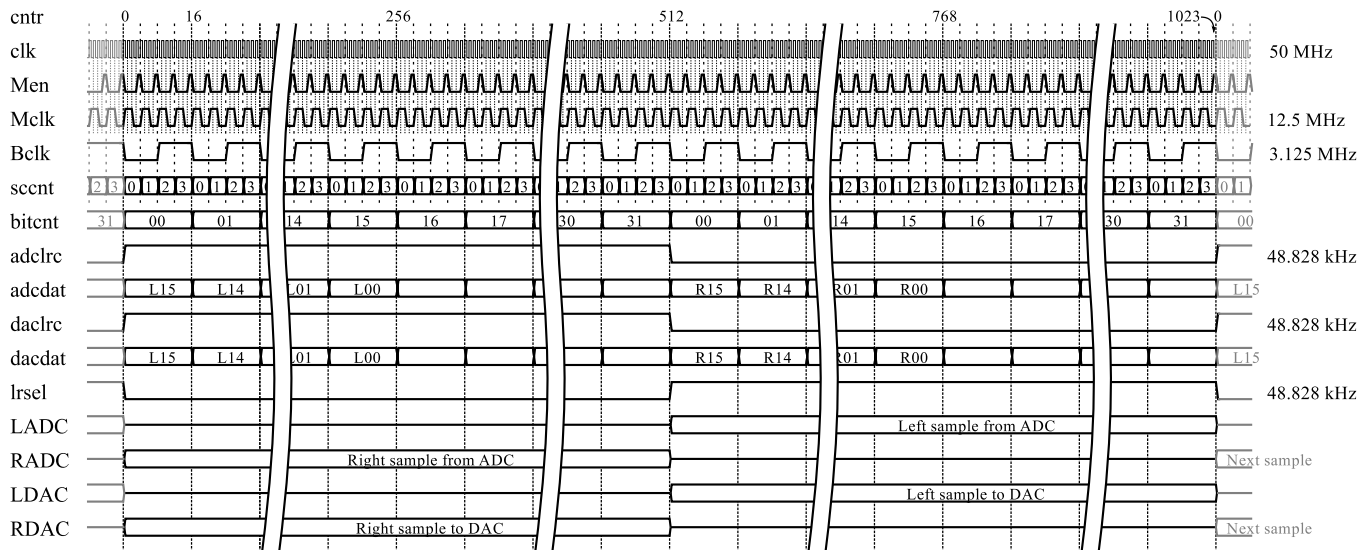 cntr 0 16 256 512 768 1023 0
clk 50 MHz
Men
Mclk 12.5 MHz
Bclk 3.125 MHz
sccnt 2 3 0 1 2 3 0 1 2 3 1 2 3 0 1 2 3 0 1 2 3 0 1 2 3 2 3 0 1 2 3 0 1 2 3 0 1 2 3 2 3 0 1 2 3 0 1 2 3 0 1 2 3 2 3 0 1 2 3 0 1
bitcnt 31 00 01 14 15 16 17 30 31 00 01 14 15 16 17 30 31 00
adclrc 48.828 kHz
adcdat L15 L14 L01 L00 R15 R14 R01 R00 L15
daclrc 48.828 kHz
dacdat L15 L14 L01 L00 R15 R14 R01 R00 L15
lrsel 48.828 kHz
LADC Left sample from ADC
RADC Right sample from ADC Next sample
LDAC Left sample to DAC
RDAC Right sample to DAC Next sample